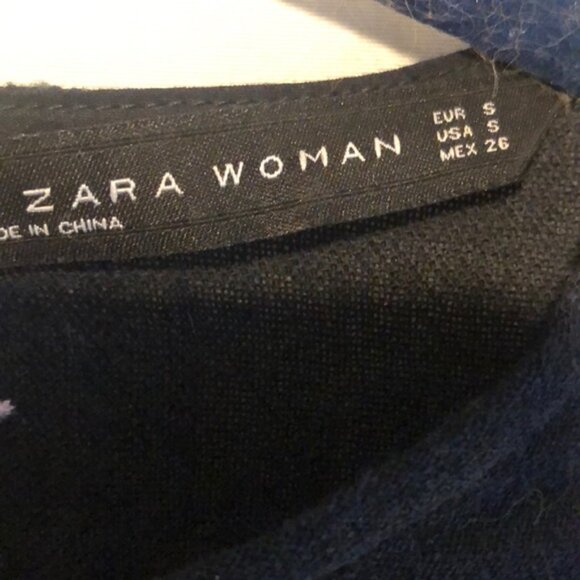 ZARA WOMAN
EUR S
USA S
MEX 26
DE IN CHINA